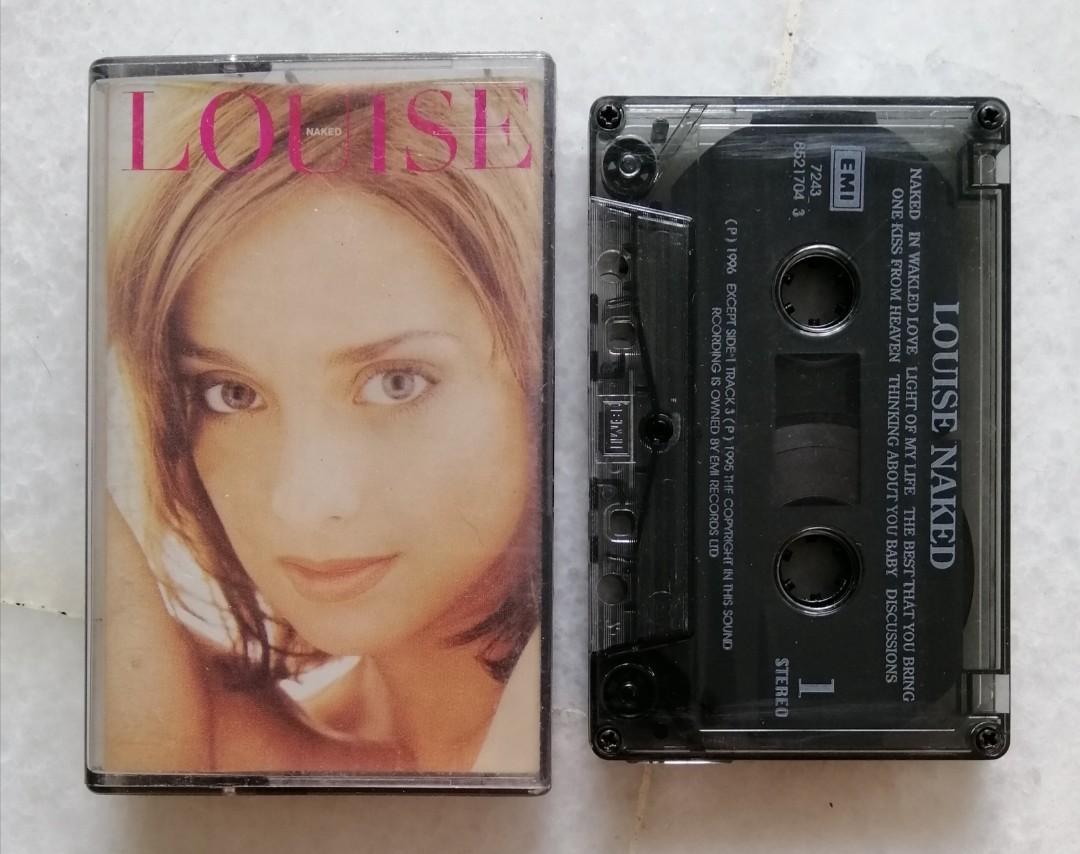 LOUISE
NAKED
LOUISE NAKED
NAKED IN WAKLED LOVE LIGHT OF MY LIFE THE BEST THAT YOU BRING
ONE KISS FROM HEAVEN THINKING ABOUT YOU BABY DISCUSSIONS
EMI
7243
8521704 3
1
STEREO
(P) 1996 EXCEPT SIDE-1 TRACK 3 (P) 1995 THF COPYRIGHT IN THIS SOUND
RCORDING IS OWNED BY EMI RECORDS LTD